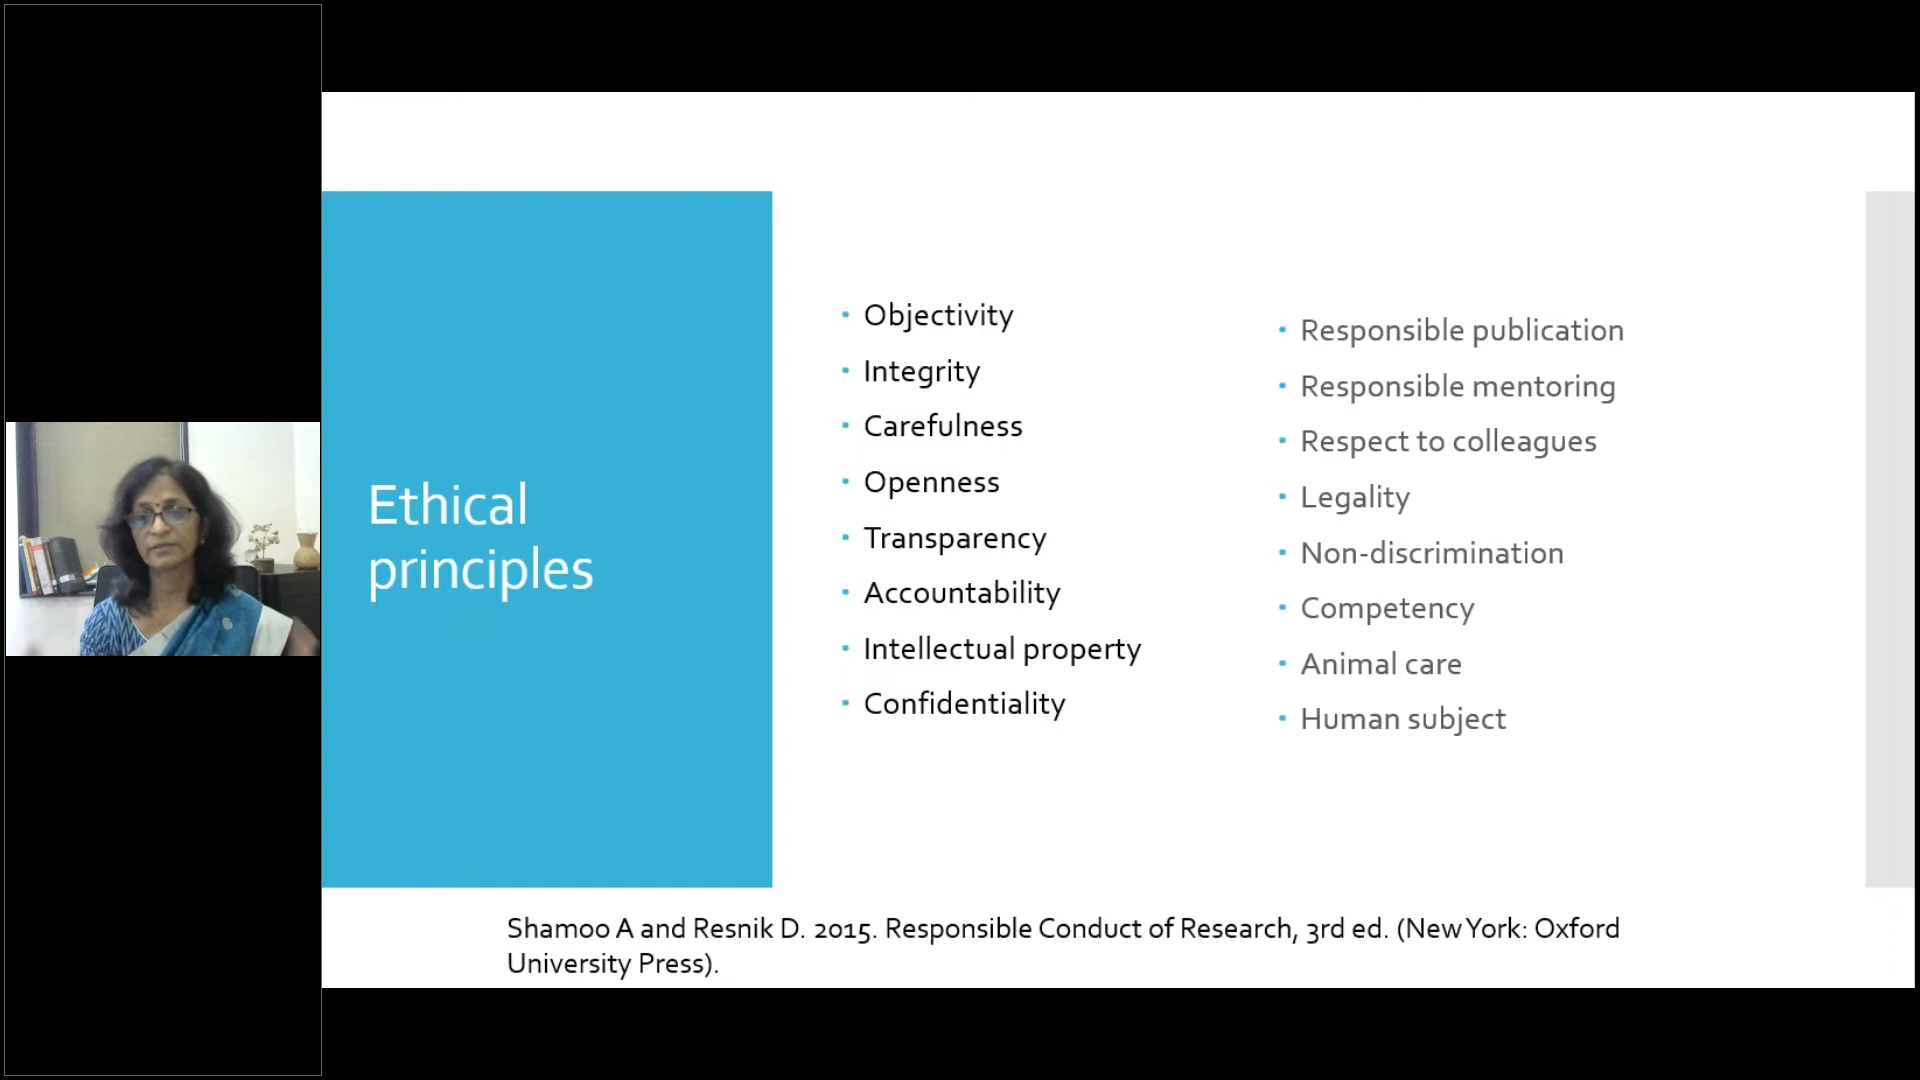 Ethical
principles
Objectivity
Integrity
Carefulness
Openness
Transparency
Accountability
Intellectual property
Confidentiality
Responsible publication
Responsible mentoring
Respect to colleagues
Legality
Non-discrimination
Competency
Animal care
Human subject
Shamoo A and Resnik D. 2015. Responsible Conduct of Research, 3rd ed. (New York: Oxford
University Press).